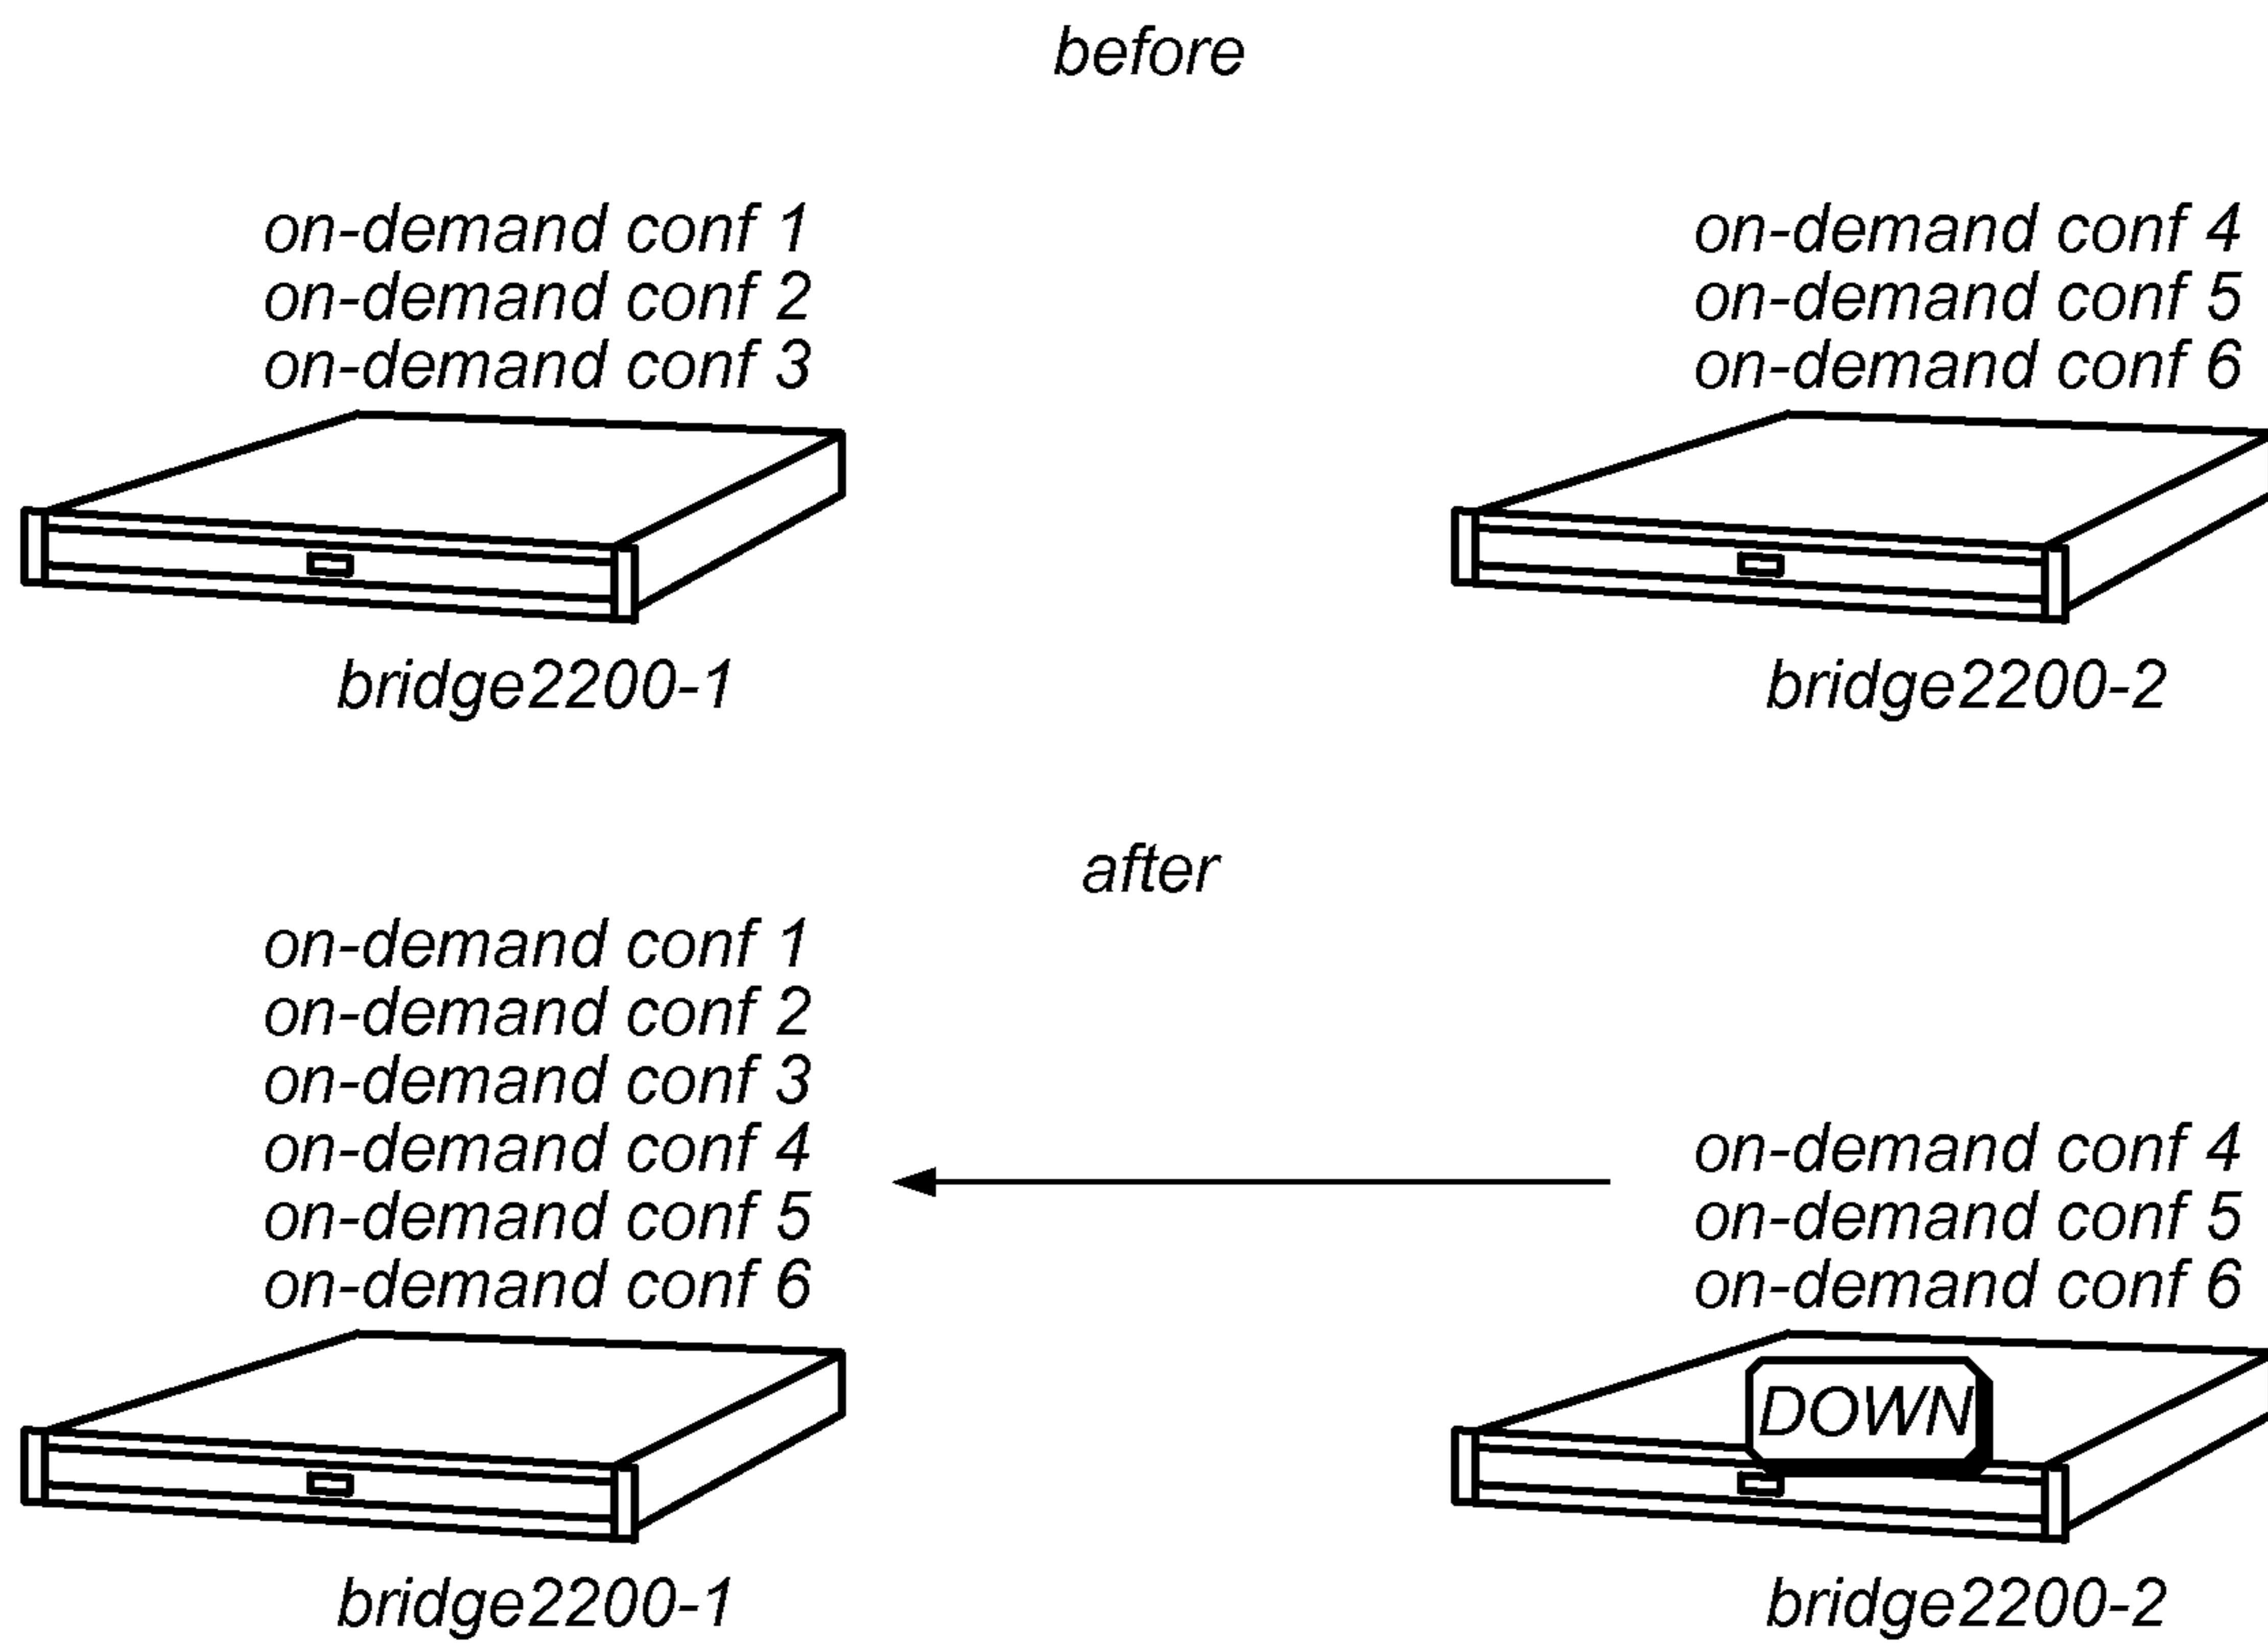 before
on-demand conf 1
on-demand conf 2
on-demand conf 3
on-demand conf 4
on-demand conf 5
on-demand conf 6
bridge2200-1
bridge2200-2
after
on-demand conf 1
on-demand conf 2
on-demand conf 3
on-demand conf 4
on-demand conf 5
on-demand conf 6
on-demand conf 4
on-demand conf 5
on-demand conf 6
DOWN
bridge2200-1
bridge2200-2